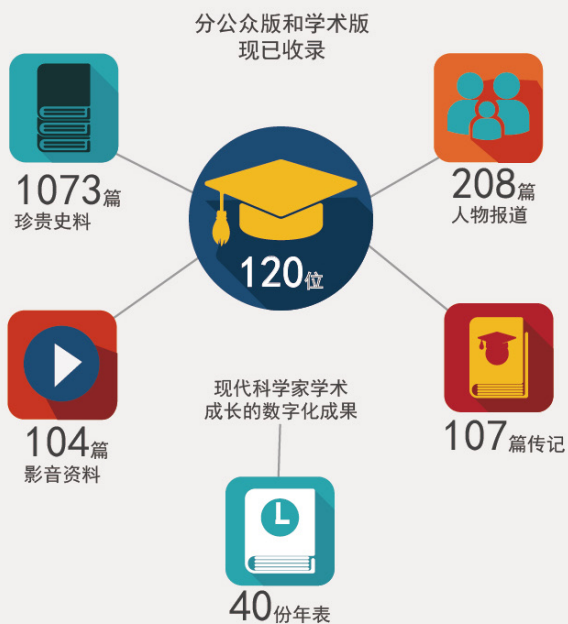 分公众版和学术版
现已收录
1073篇
珍贵史料
208篇
人物报道
120位
104篇
影音资料
107篇传记
现代科学家学术
成长的数字化成果
40份年表